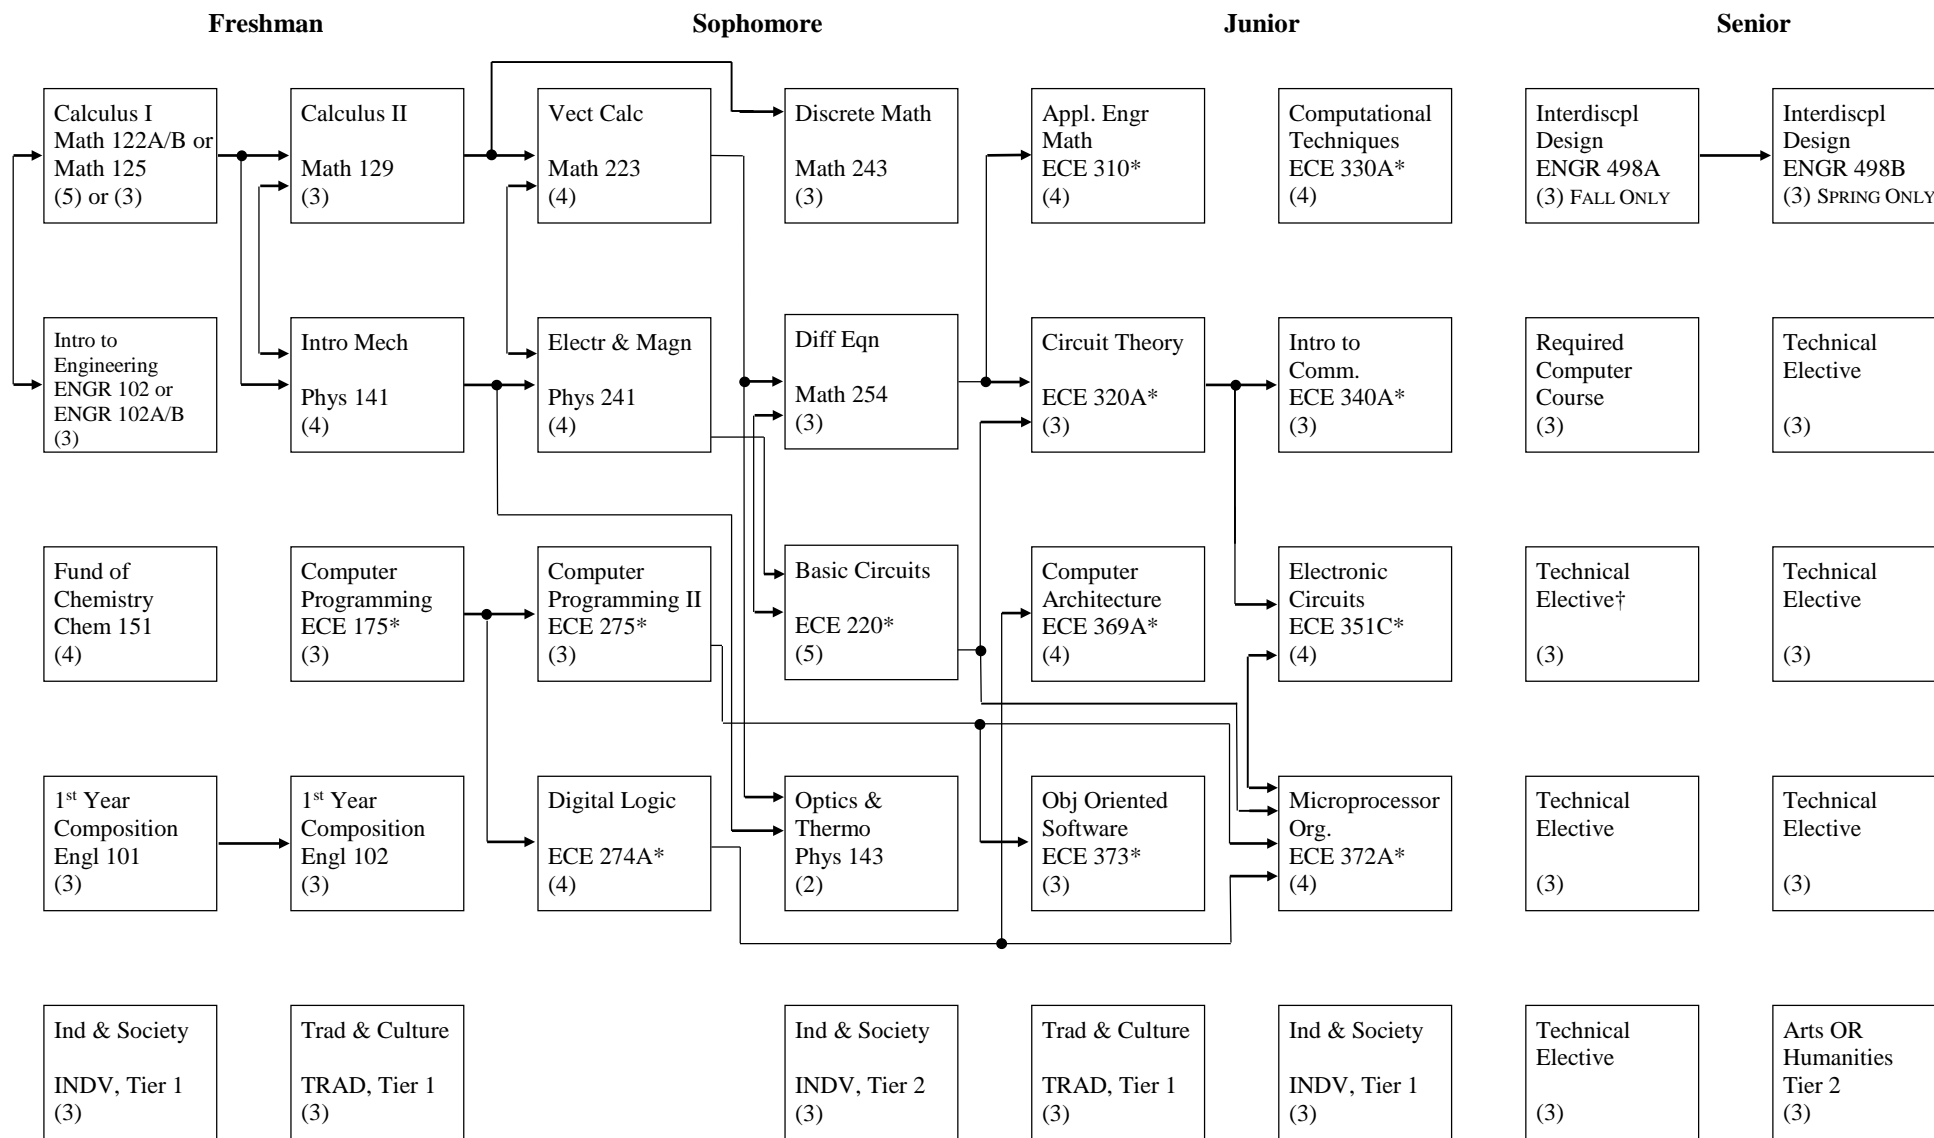 Freshman
Sophomore
Junior
Senior
Calculus I
Math 122A/B or
Math 125
(5) or (3)
Calculus II
Math 129
(3)
Vect Calc
Math 223
(4)
Discrete Math
Math 243
(3)
Appl. Engr
Math
ECE 310*
(4)
Computational
Techniques
ECE 330A*
(4)
Interdiscpl
Design
ENGR 498A
(3) FALL ONLY
Interdiscpl
Design
ENGR 498B
(3) SPRING ONLY
Intro to
Engineering
ENGR 102 or
ENGR 102A/B
(3)
Intro Mech
Phys 141
(4)
Electr & Magn
Phys 241
(4)
Diff Eqn
Math 254
(3)
Circuit Theory
ECE 320A*
(3)
Intro to
Comm.
ECE 340A*
(3)
Required
Computer
Course
(3)
Technical
Elective
(3)
Fund of
Chemistry
Chem 151
(4)
Computer
Programming
ECE 175*
(3)
Computer
Programming II
ECE 275*
(3)
Basic Circuits
ECE 220*
(5)
Computer
Architecture
ECE 369A*
(4)
Electronic
Circuits
ECE 351C*
(4)
Technical
Elective†
(3)
Technical
Elective
(3)
1st Year
Composition
Engl 101
(3)
1st Year
Composition
Engl 102
(3)
Digital Logic
ECE 274A*
(4)
Optics &
Thermo
Phys 143
(2)
Obj Oriented
Software
ECE 373*
(3)
Microprocessor
Org.
ECE 372A*
(4)
Technical
Elective
(3)
Technical
Elective
(3)
Ind & Society
INDV, Tier 1
(3)
Trad & Culture
TRAD, Tier 1
(3)
Ind & Society
INDV, Tier 2
(3)
Trad & Culture
TRAD, Tier 1
(3)
Ind & Society
INDV, Tier 1
(3)
Technical
Elective
(3)
Arts OR
Humanities
Tier 2
(3)